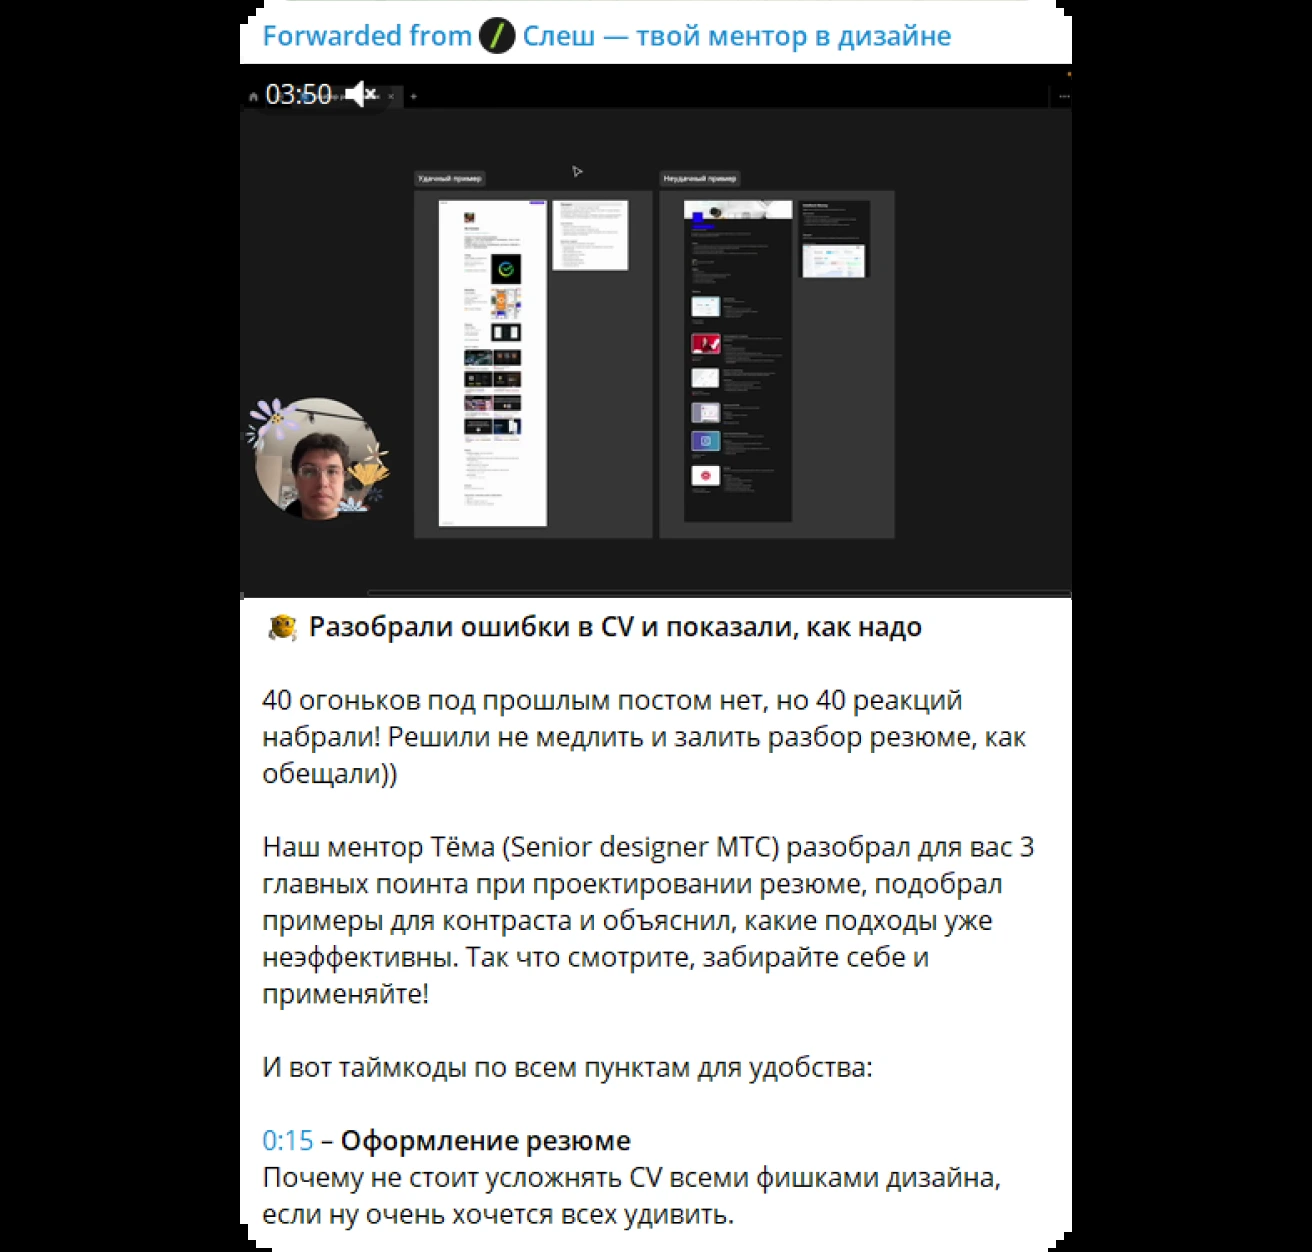 Forwarded from Слеш — твой ментор в дизайне
03:50
Удачный пример
Неудачный пример
Разобрали ошибки в CV и показали, как надо
40 огоньков под прошлым постом нет, но 40 реакций
набрали! Решили не медлить и залить разбор резюме, как
обещали))
Наш ментор Тёма (Senior designer МТС) разобрал для вас 3
главных поинта при проектировании резюме, подобрал
примеры для контраста и объяснил, какие подходы уже
неэффективны. Так что смотрите, забирайте себе и
применяйте!
И вот таймкоды по всем пунктам для удобства:
0:15 – Оформление резюме
Почему не стоит усложнять CV всеми фишками дизайна,
если ну очень хочется всех удивить.